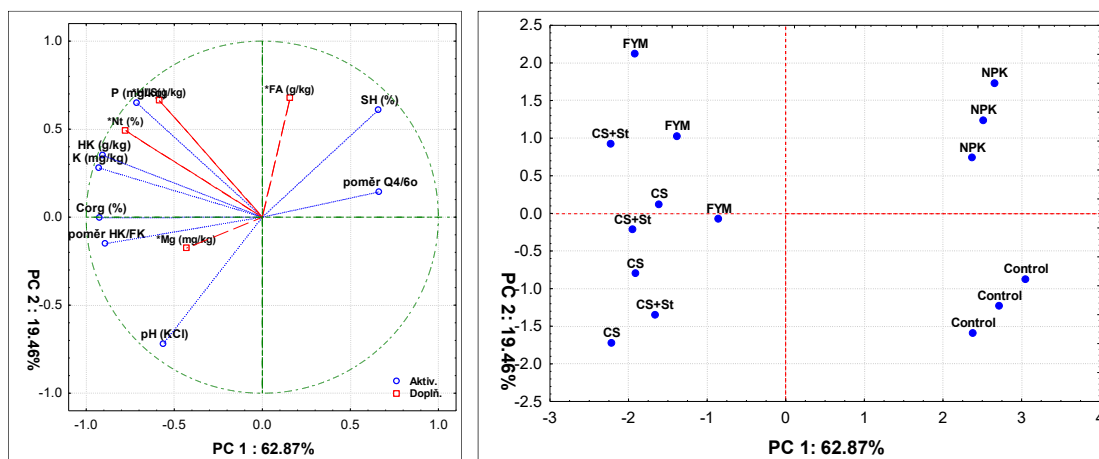 1.0
0.5
0.0
-0.5
-1.0
PC 2 : 19.46%
P (mg/kg)
*FA (g/kg)
SH (%)
*Nt (%)
HK (g/kg)
K (mg/kg)
poměr Q4/6o
Corg (%)
poměr HK/FK
*Mg (mg/kg)
pH (KCl)
Aktiv.
Doplň.
-1.0 -0.5 0.0 0.5 1.0
PC 1 : 62.87%
2.5
2.0
1.5
1.0
0.5
0.0
-0.5
-1.0
-1.5
-2.0
-2.5
PC 2: 19.46%
FYM
NPK
NPK
CS+St
FYM
NPK
CS
FYM
CS+St
CS
Control
CS+St
Control
CS
Control
-3 -2 -1 0 1 2 3 4
PC 1: 62.87%